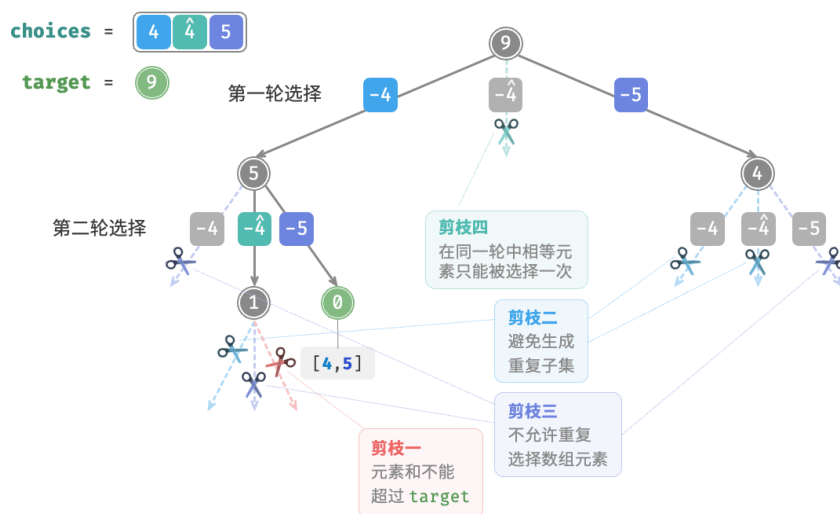 choices = 4 4̂ 5
target = 9
9
第一轮选择
-4 -4̂ -5
5 4
第二轮选择
-4 -4̂ -5
-4 -4̂ -5
剪枝四
在同一轮中相等元
素只能被选择一次
1 0
[4,5]
剪枝二
避免生成
重复子集
剪枝三
不允许重复
选择数组元素
剪枝一
元素和不能
超过 target